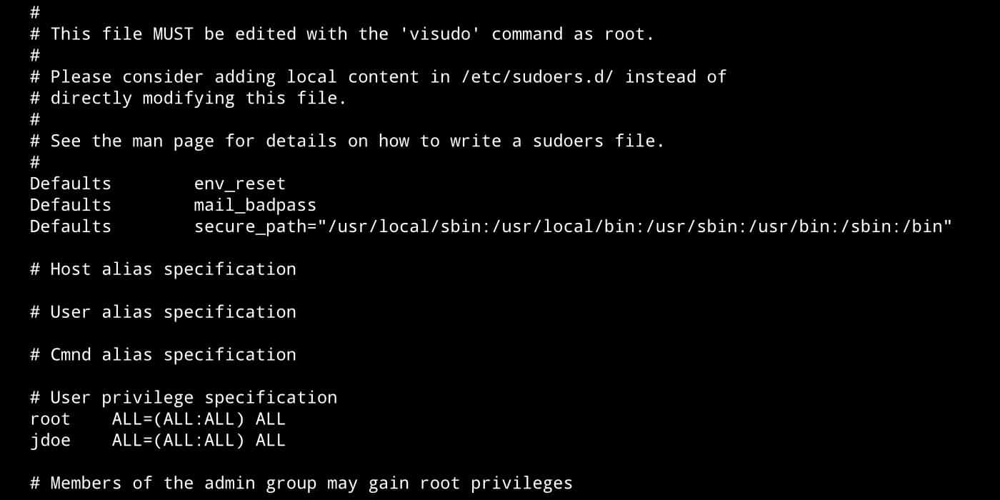 #
# This file MUST be edited with the 'visudo' command as root.
#
# Please consider adding local content in /etc/sudoers.d/ instead of
# directly modifying this file.
#
# See the man page for details on how to write a sudoers file.
#
Defaults        env_reset
Defaults        mail_badpass
Defaults        secure_path="/usr/local/sbin:/usr/local/bin:/usr/sbin:/usr/bin:/sbin:/bin"

# Host alias specification

# User alias specification

# Cmnd alias specification

# User privilege specification
root    ALL=(ALL:ALL) ALL
jdoe    ALL=(ALL:ALL) ALL

# Members of the admin group may gain root privileges